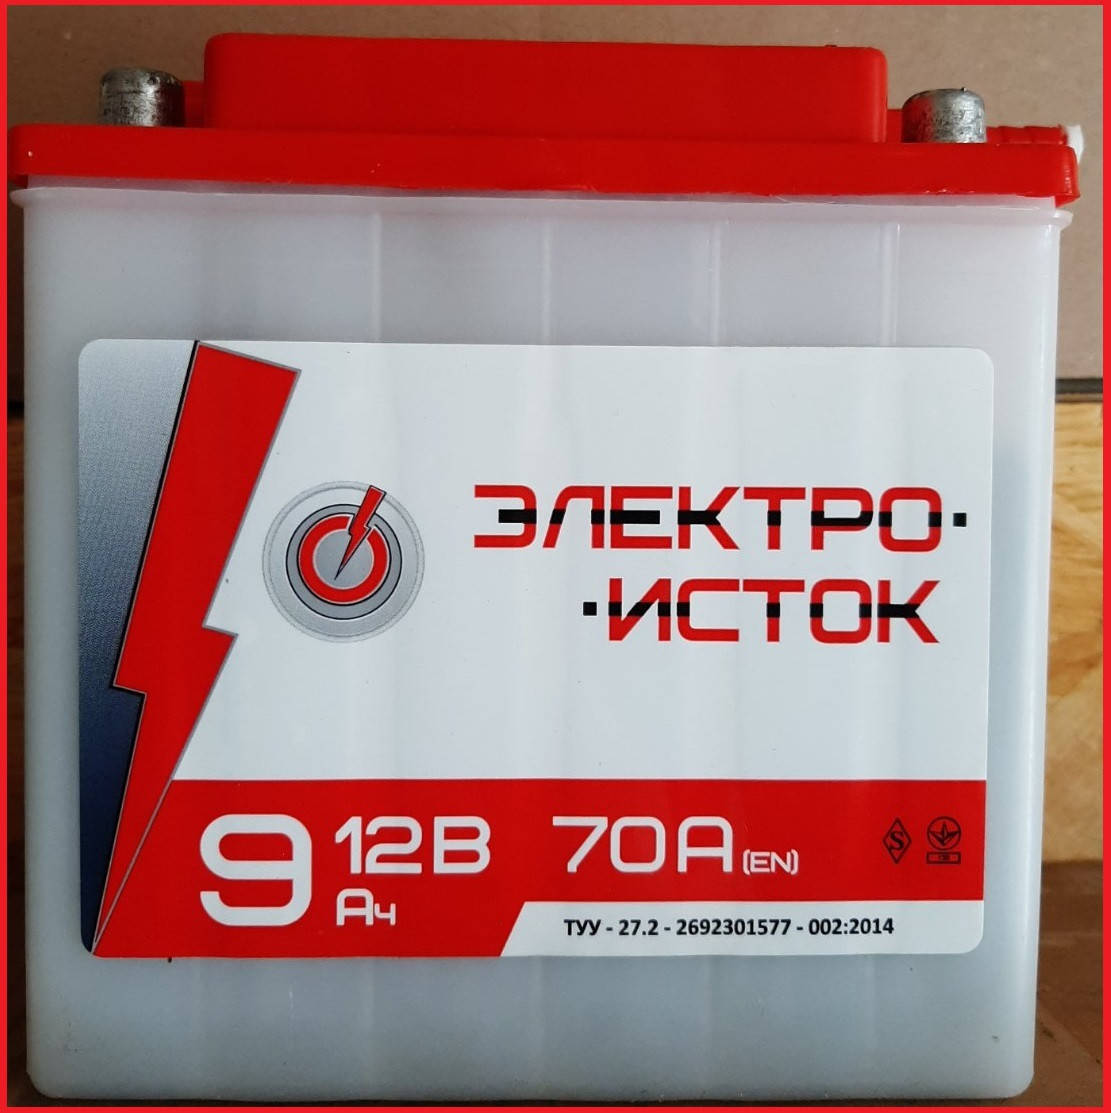 ЭЛЕКТРО·
·ИСТОК
9 12В 70А (EN)
Ач
ТУУ - 27.2 - 2692301577 - 002:2014